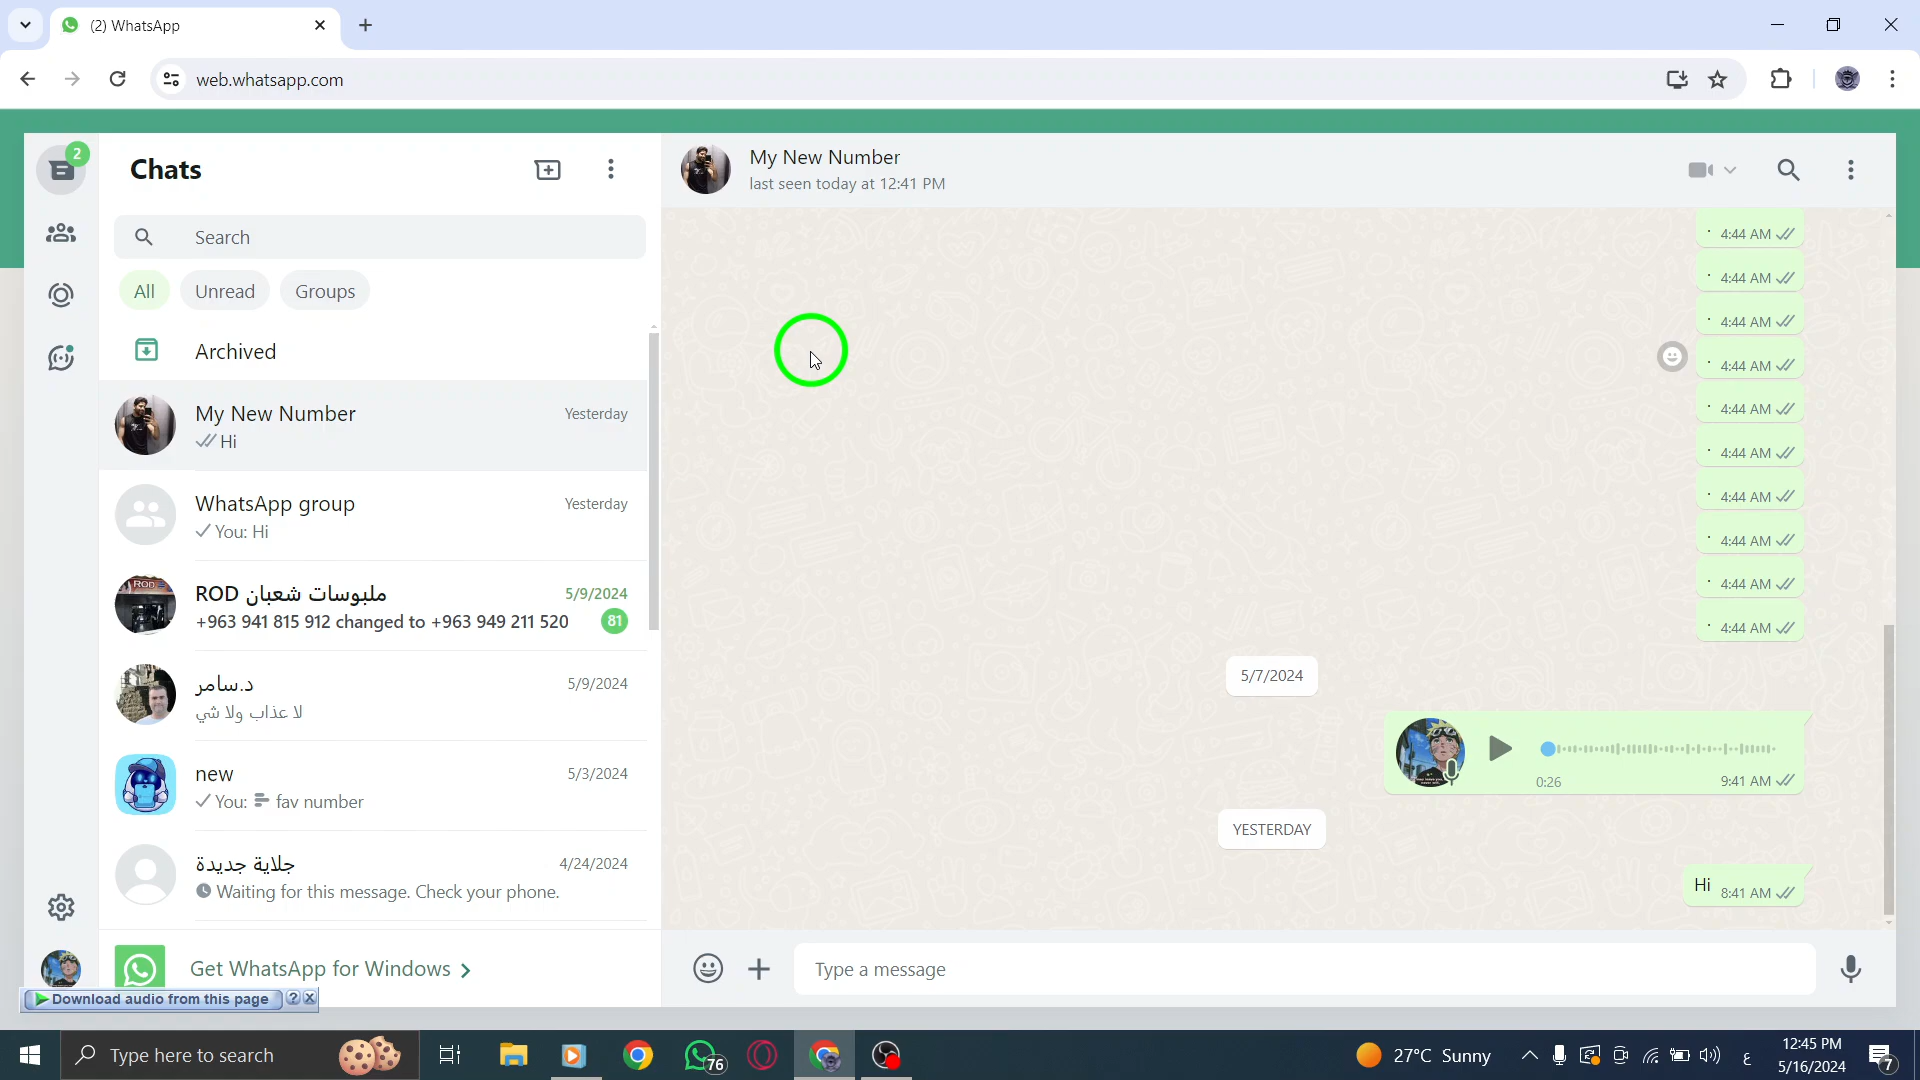 (2) WhatsApp
web.whatsapp.com
2
Chats
Search
All
Unread
Groups
Archived
My New Number
Yesterday
Hi
WhatsApp group
Yesterday
You: Hi
ROD ملبوسات شعبان
5/9/2024
+963 941 815 912 changed to +963 949 211 520
81
د.سامر
5/9/2024
لا عذاب ولا شي
new
5/3/2024
You: fav number
جلاية جديدة
4/24/2024
Waiting for this message. Check your phone.
Get WhatsApp for Windows
Download audio from this page
?
My New Number
last seen today at 12:41 PM
. 4:44 AM
. 4:44 AM
. 4:44 AM
. 4:44 AM
. 4:44 AM
. 4:44 AM
. 4:44 AM
. 4:44 AM
. 4:44 AM
. 4:44 AM
5/7/2024
0:26
9:41 AM
YESTERDAY
Hi 8:41 AM
Type a message
Type here to search
76
27°C Sunny
ع
12:45 PM
5/16/2024
7